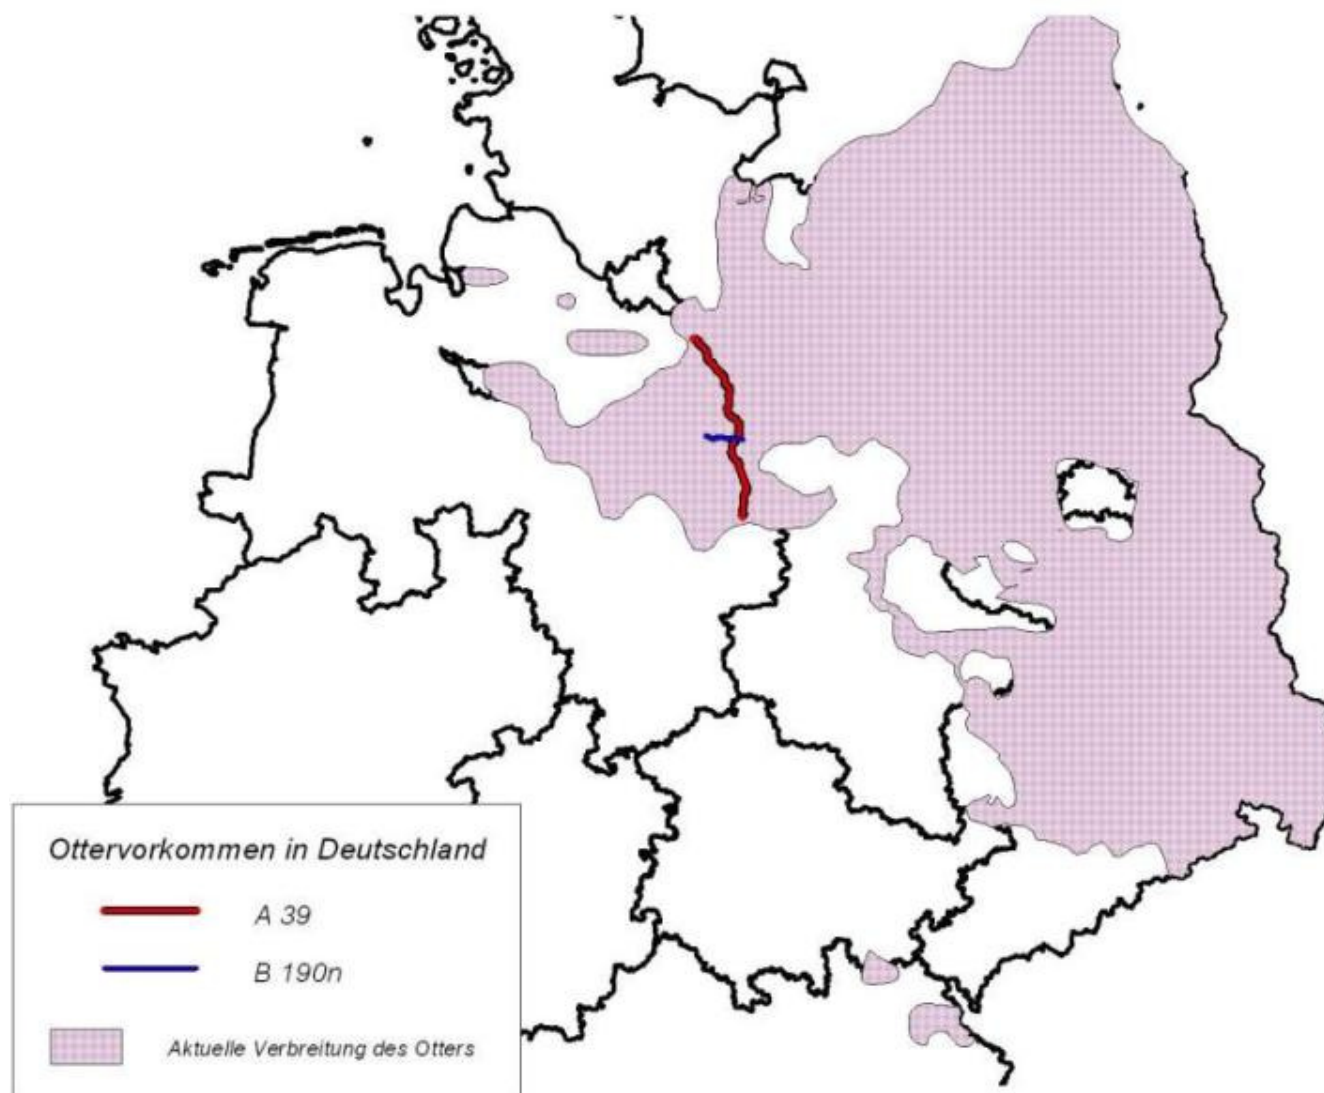 Ottervorkommen in Deutschland
A 39
B 190n
Aktuelle Verbreitung des Otters